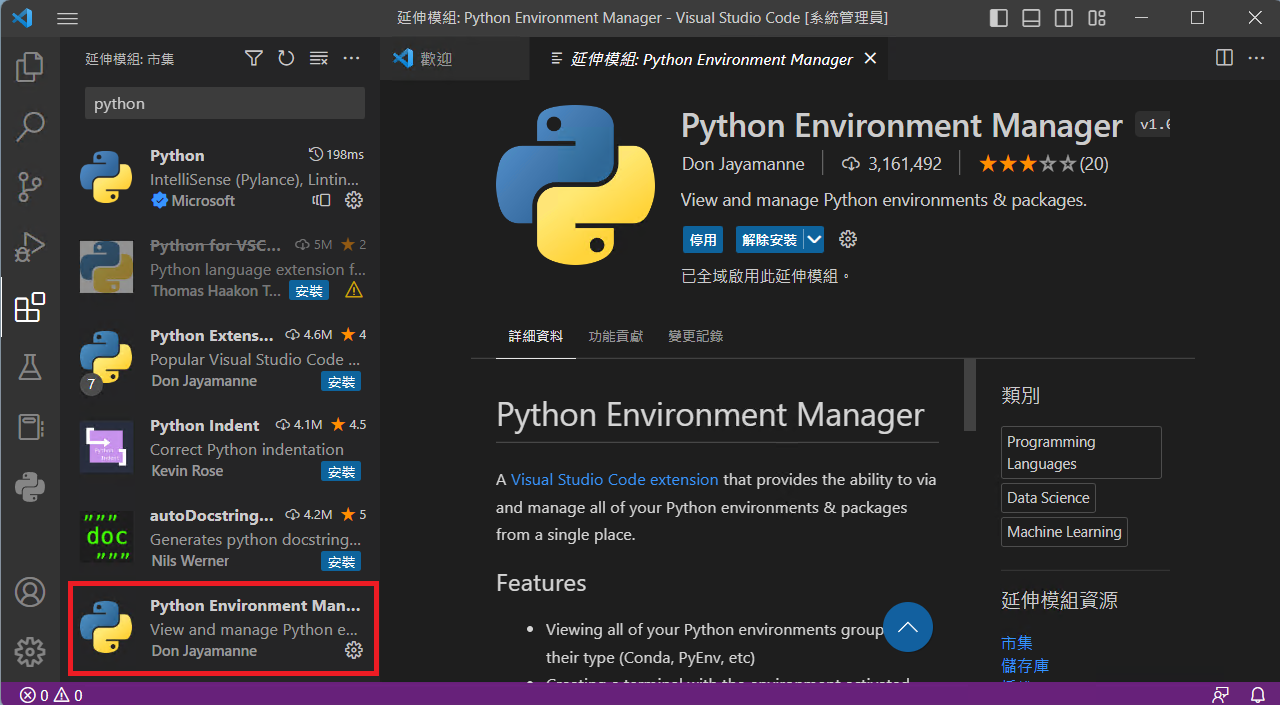 延伸模組: Python Environment Manager - Visual Studio Code [系統管理員]
延伸模組: 市集
python
Python 198ms
IntelliSense (Pylance), Lintin...
Microsoft
Python for VSC... 5M 2
Python language extension f...
Thomas Haakon T... 安裝
Python Extens... 4.6M 4
Popular Visual Studio Code ...
7
Don Jayamanne 安裝
Python Indent 4.1M 4.5
Correct Python indentation
Kevin Rose 安裝
autoDocstring... 4.2M 5
"""
doc
"""
Generates python docstring...
Nils Werner 安裝
Python Environment Man...
View and manage Python e...
Don Jayamanne
歡迎
延伸模組: Python Environment Manager
Python Environment Manager
Don Jayamanne 3,161,492 (20)
View and manage Python environments & packages.
停用 解除安裝
已全域啟用此延伸模組。
詳細資料 功能貢獻 變更記錄
Python Environment Manager
A Visual Studio Code extension that provides the ability to via
and manage all of your Python environments & packages
from a single place.
Features
• Viewing all of your Python environments group
their type (Conda, PyEnv, etc)
• Creating a terminal with the environment activated
類別
Programming
Languages
Data Science
Machine Learning
延伸模組資源
市集
儲存庫
0 0